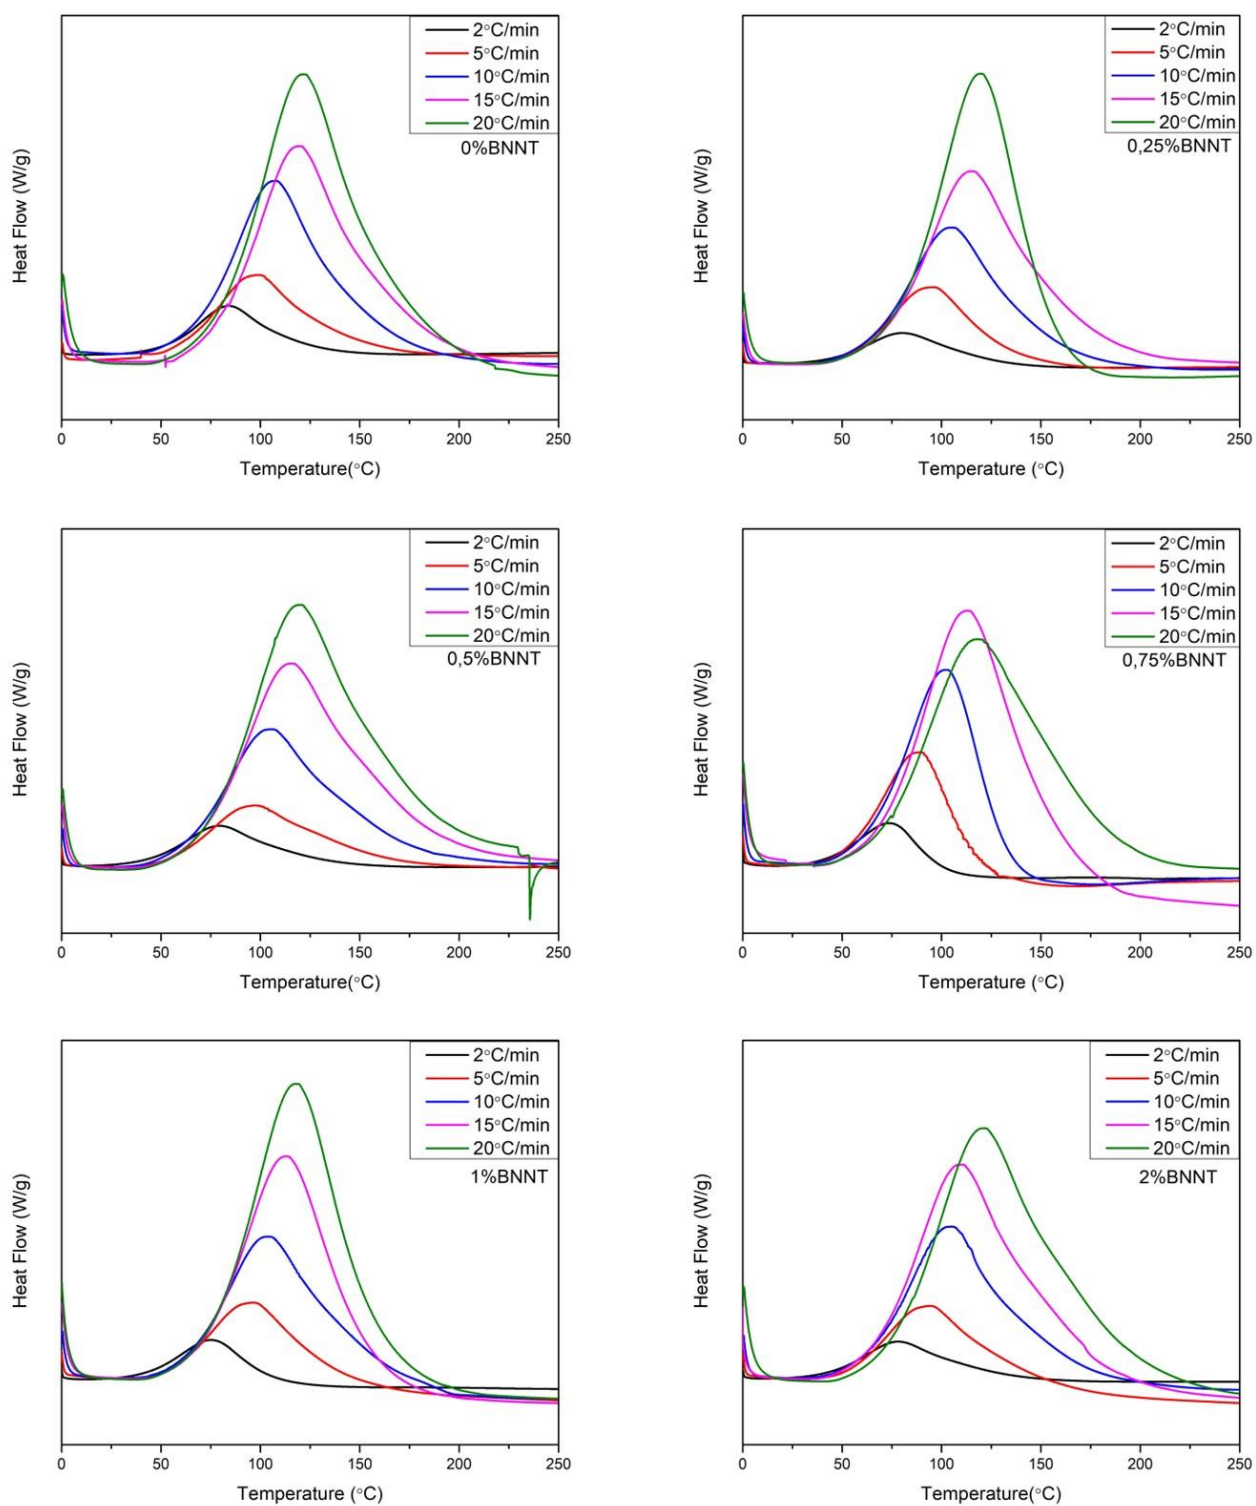 2°C/min
5°C/min
10°C/min
15°C/min
20°C/min
0%BNNT
Heat Flow (W/g)
0 50 100 150 200 250
Temperature(°C)
2°C/min
5°C/min
10°C/min
15°C/min
20°C/min
0,25%BNNT
Heat Flow (W/g)
0 50 100 150 200 250
Temperature (°C)
2°C/min
5°C/min
10°C/min
15°C/min
20°C/min
0,5%BNNT
Heat Flow (W/g)
0 50 100 150 200 250
Temperature(°C)
2°C/min
5°C/min
10°C/min
15°C/min
20°C/min
0,75%BNNT
Heat Flow (W/g)
0 50 100 150 200 250
Temperature (°C)
2°C/min
5°C/min
10°C/min
15°C/min
20°C/min
1%BNNT
Heat Flow (W/g)
0 50 100 150 200 250
Temperature (°C)
2°C/min
5°C/min
10°C/min
15°C/min
20°C/min
2%BNNT
Heat Flow (W/g)
0 50 100 150 200 250
Temperature(°C)